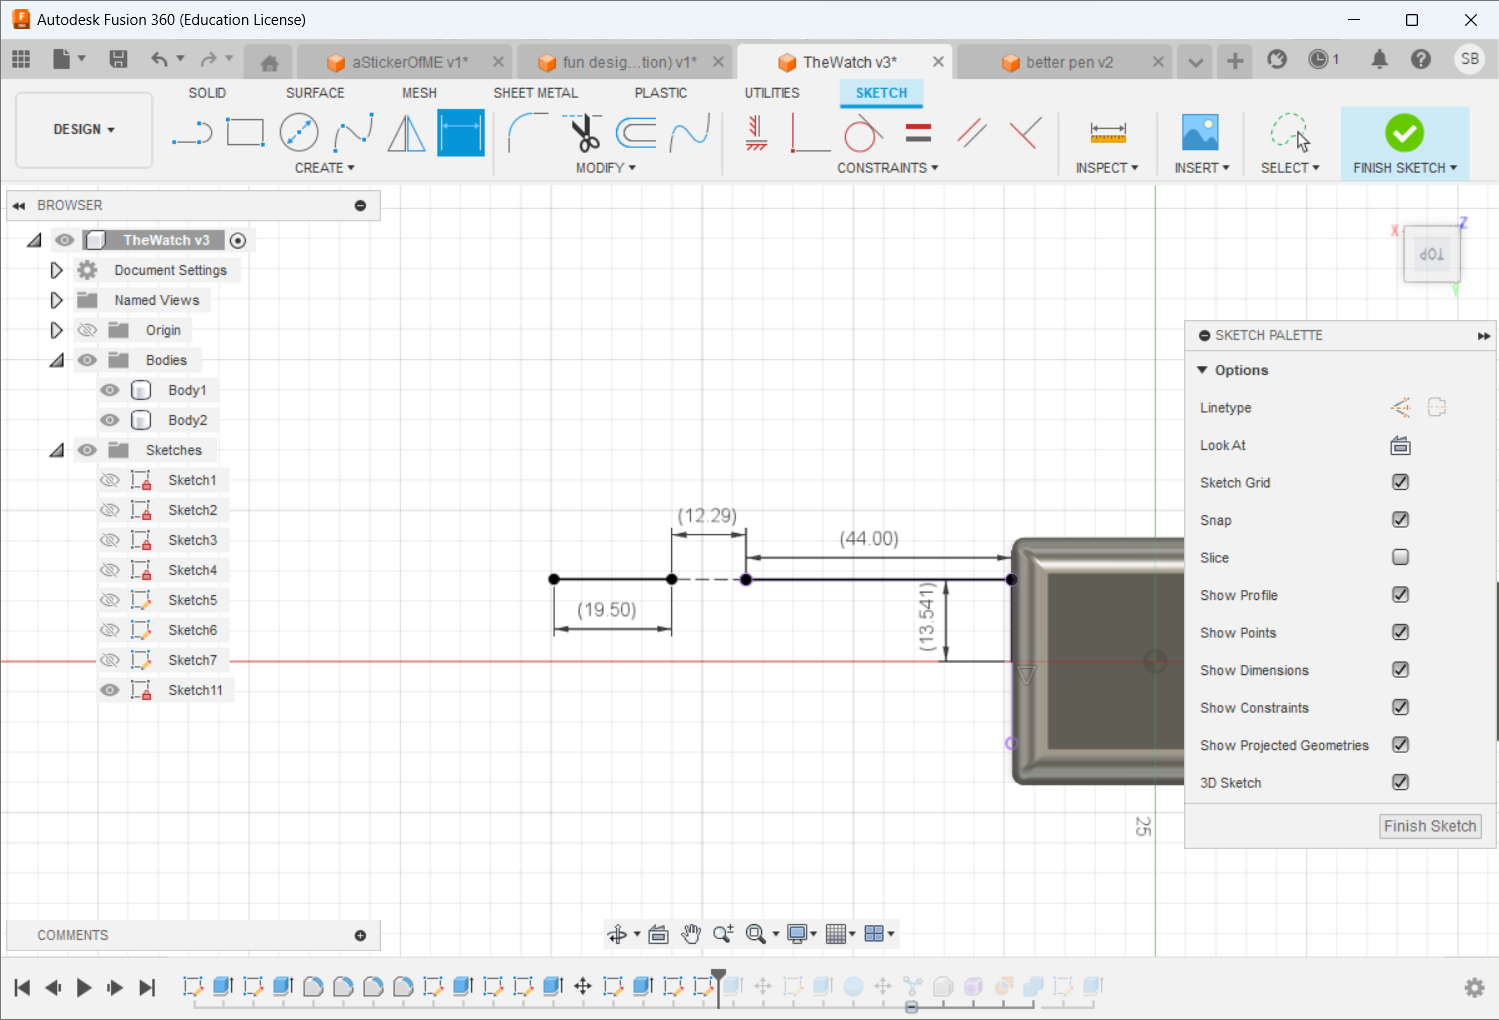 Autodesk Fusion 360 (Education License)
1
SB
aStickerOfME v1*
fun desig...tion) v1*
TheWatch v3*
better pen v2
SOLID
SURFACE
MESH
SHEET METAL
PLASTIC
UTILITIES
SKETCH
DESIGN
CREATE
MODIFY
CONSTRAINTS
INSPECT
INSERT
SELECT
FINISH SKETCH
BROWSER
TheWatch v3
Document Settings
Named Views
Origin
Bodies
Body1
Body2
Sketches
Sketch1
Sketch2
Sketch3
Sketch4
Sketch5
Sketch6
Sketch7
Sketch11
(12.29)
(44.00)
(19.50)
(13.541)
25
X
Z
TOP
Y
SKETCH PALETTE
Options
Linetype
Look At
Sketch Grid
Snap
Slice
Show Profile
Show Points
Show Dimensions
Show Constraints
Show Projected Geometries
3D Sketch
Finish Sketch
COMMENTS